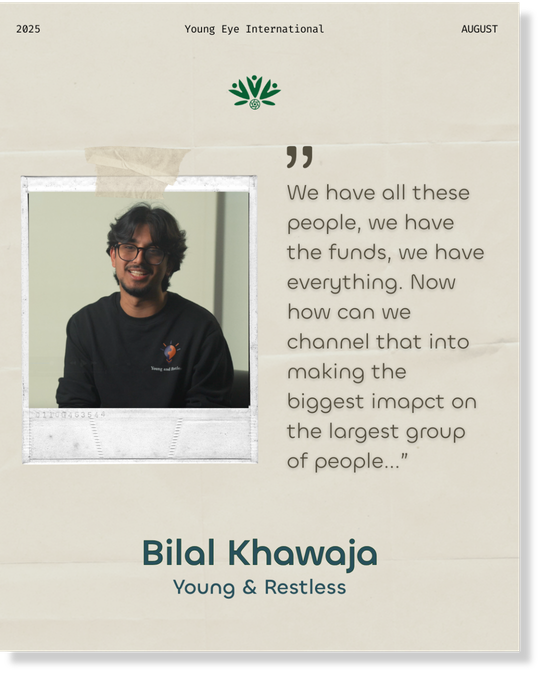 2025 Young Eye International AUGUST
”
We have all these
people, we have
the funds, we have
everything. Now
how can we
channel that into
making the
biggest imapct on
the largest group
of people...”
Bilal Khawaja
Young & Restless